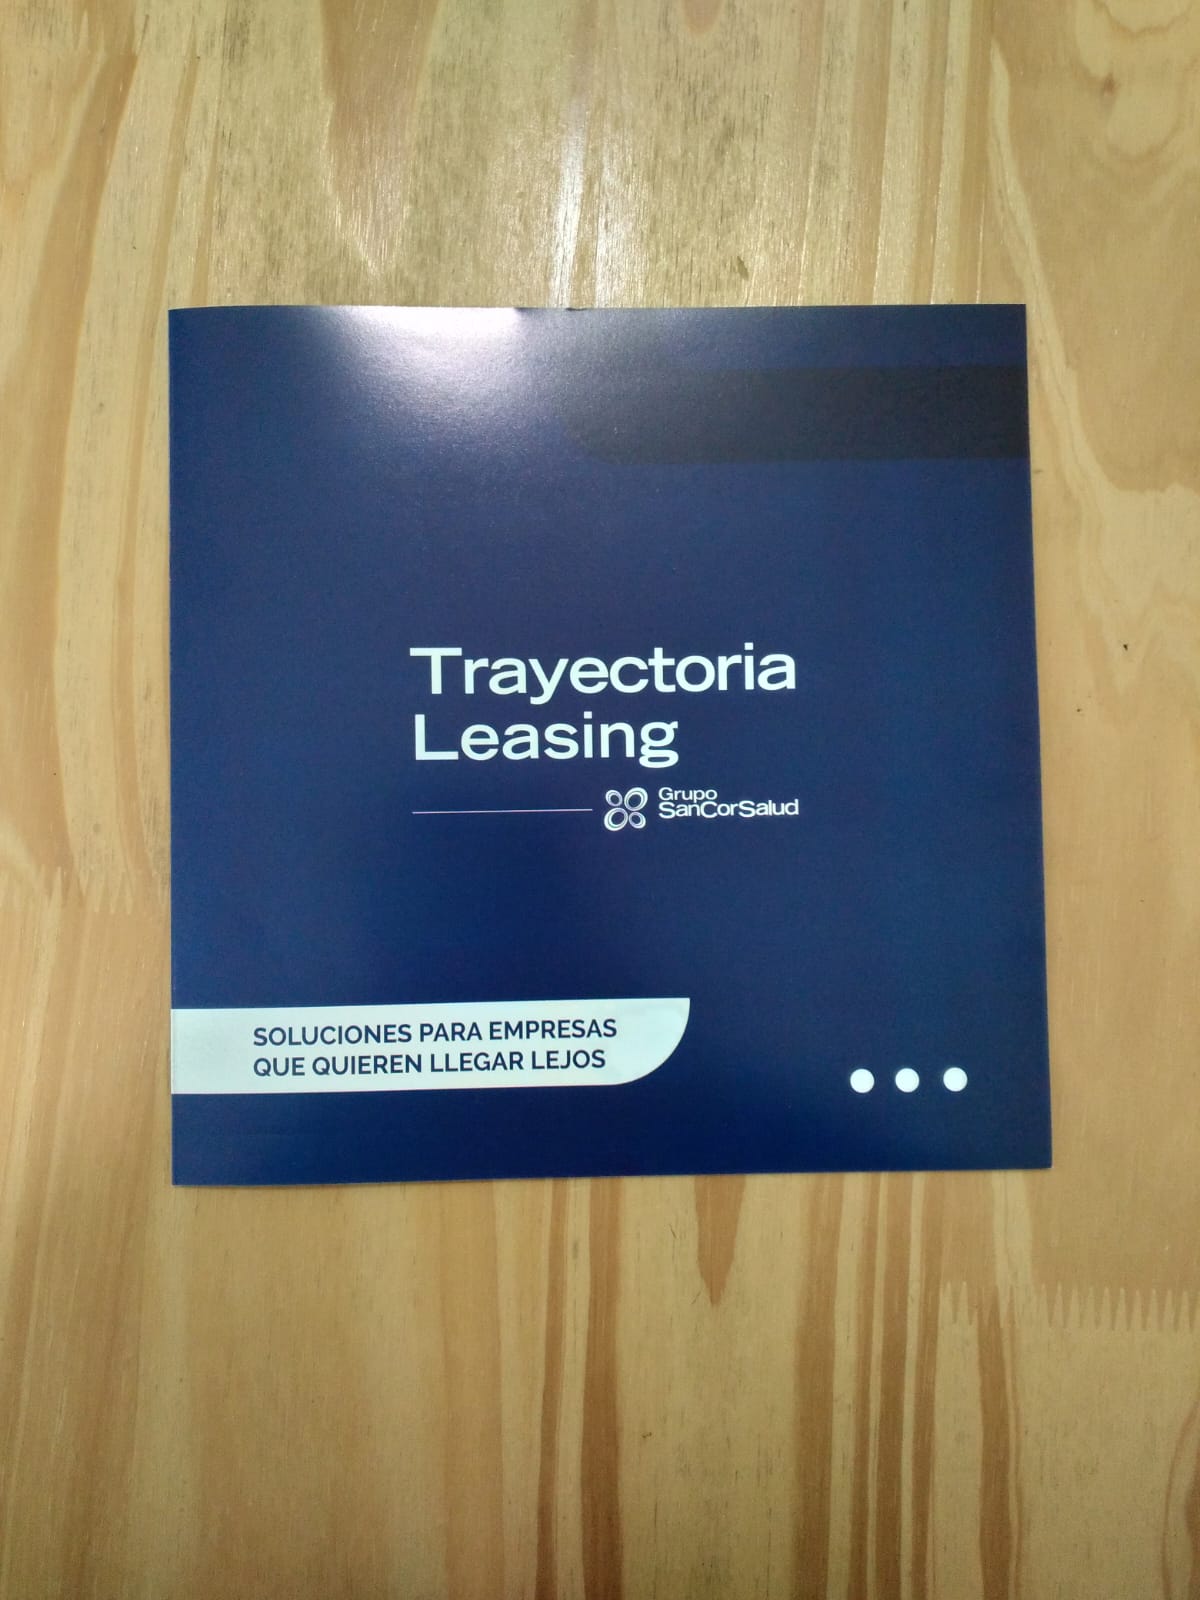 Trayectoria
Leasing
Grupo
SanCorSalud
SOLUCIONES PARA EMPRESAS
QUE QUIEREN LLEGAR LEJOS